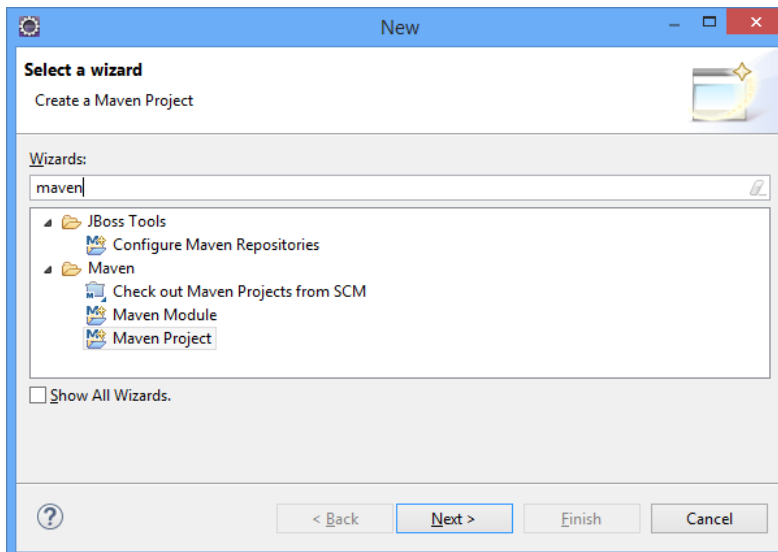 New
Select a wizard
Create a Maven Project
Wizards:
maven
JBoss Tools
Configure Maven Repositories
Maven
Check out Maven Projects from SCM
Maven Module
Maven Project
Show All Wizards.
< Back Next > Finish Cancel